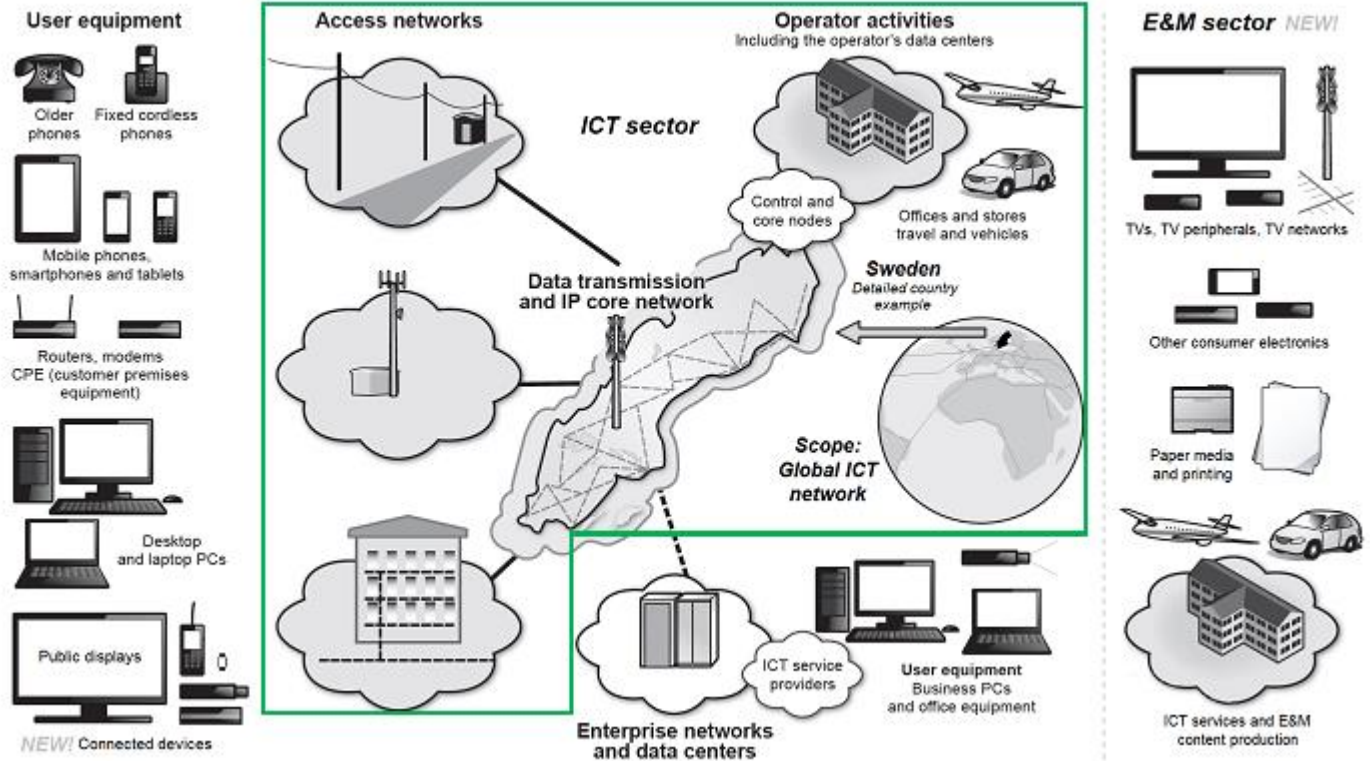 User equipment
Older
phones
Fixed cordless
phones
Mobile phones,
smartphones and tablets
Routers, modems
CPE (customer premises
equipment)
Desktop
and laptop PCs
Public displays
NEW! Connected devices
Access networks
Operator activities
Including the operator's data centers
ICT sector
Control and
core nodes
Offices and stores
travel and vehicles
Data transmission
and IP core network
Sweden
Detailed country
example
Scope:
Global ICT
network
ICT service
providers
User equipment
Business PCs
and office equipment
Enterprise networks
and data centers
E&M sector NEW!
TVs, TV peripherals, TV networks
Other consumer electronics
Paper media
and printing
ICT services and E&M
content production